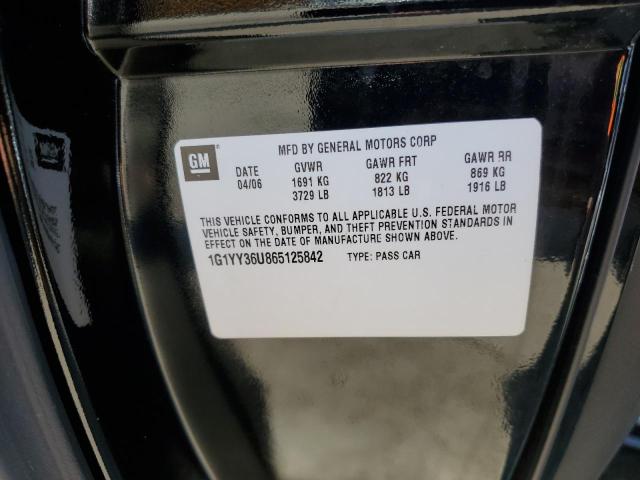 MFD BY GENERAL MOTORS CORP
GM
DATE GVWR GAWR FRT GAWR RR
04/06 1691 KG 822 KG 869 KG
3729 LB 1813 LB 1916 LB
THIS VEHICLE CONFORMS TO ALL APPLICABLE U.S. FEDERAL MOTOR
VEHICLE SAFETY, BUMPER, AND THEFT PREVENTION STANDARDS IN
EFFECT ON THE DATE OF MANUFACTURE SHOWN ABOVE.
1G1YY36U865125842 TYPE: PASS CAR